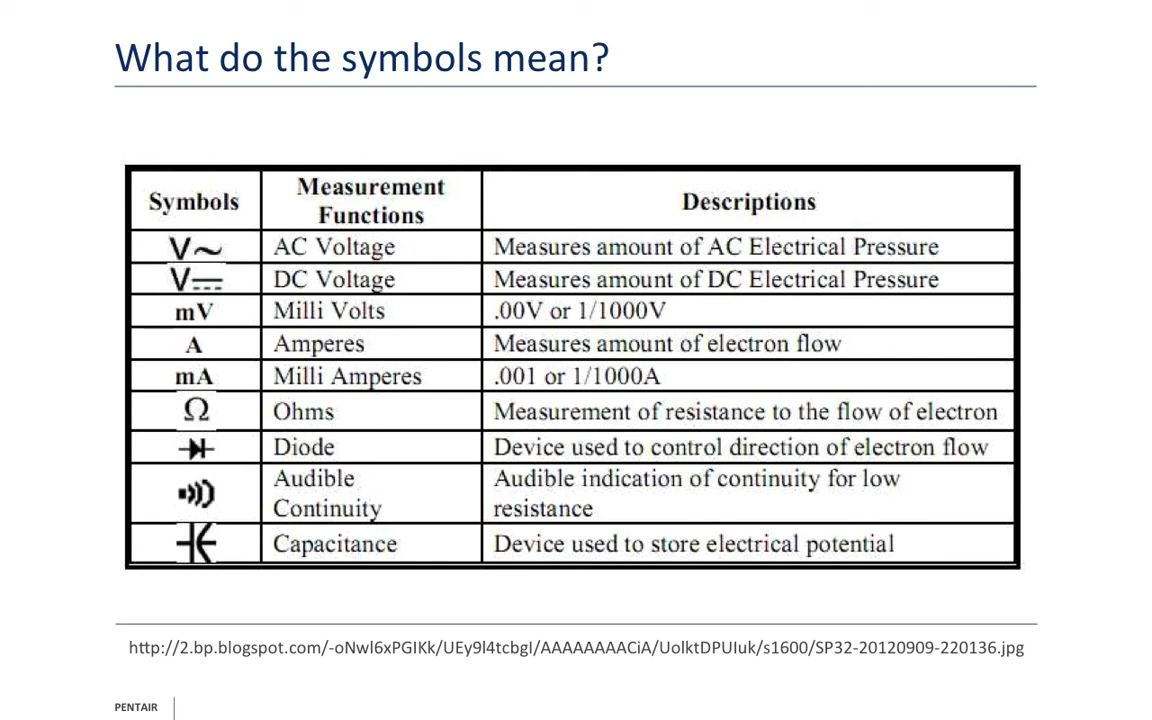 What do the symbols mean?
Symbols Measurement Functions Descriptions
V~ AC Voltage Measures amount of AC Electrical Pressure
V⎓ DC Voltage Measures amount of DC Electrical Pressure
mV Milli Volts .00V or 1/1000V
A Amperes Measures amount of electron flow
mA Milli Amperes .001 or 1/1000A
Ω Ohms Measurement of resistance to the flow of electron
Diode Device used to control direction of electron flow
Audible Continuity Audible indication of continuity for low resistance
Capacitance Device used to store electrical potential
http://2.bp.blogspot.com/-oNwl6xPGIKk/UEy9l4tcbgI/AAAAAAAACiA/UolktDPUIuk/s1600/SP32-20120909-220136.jpg
PENTAIR